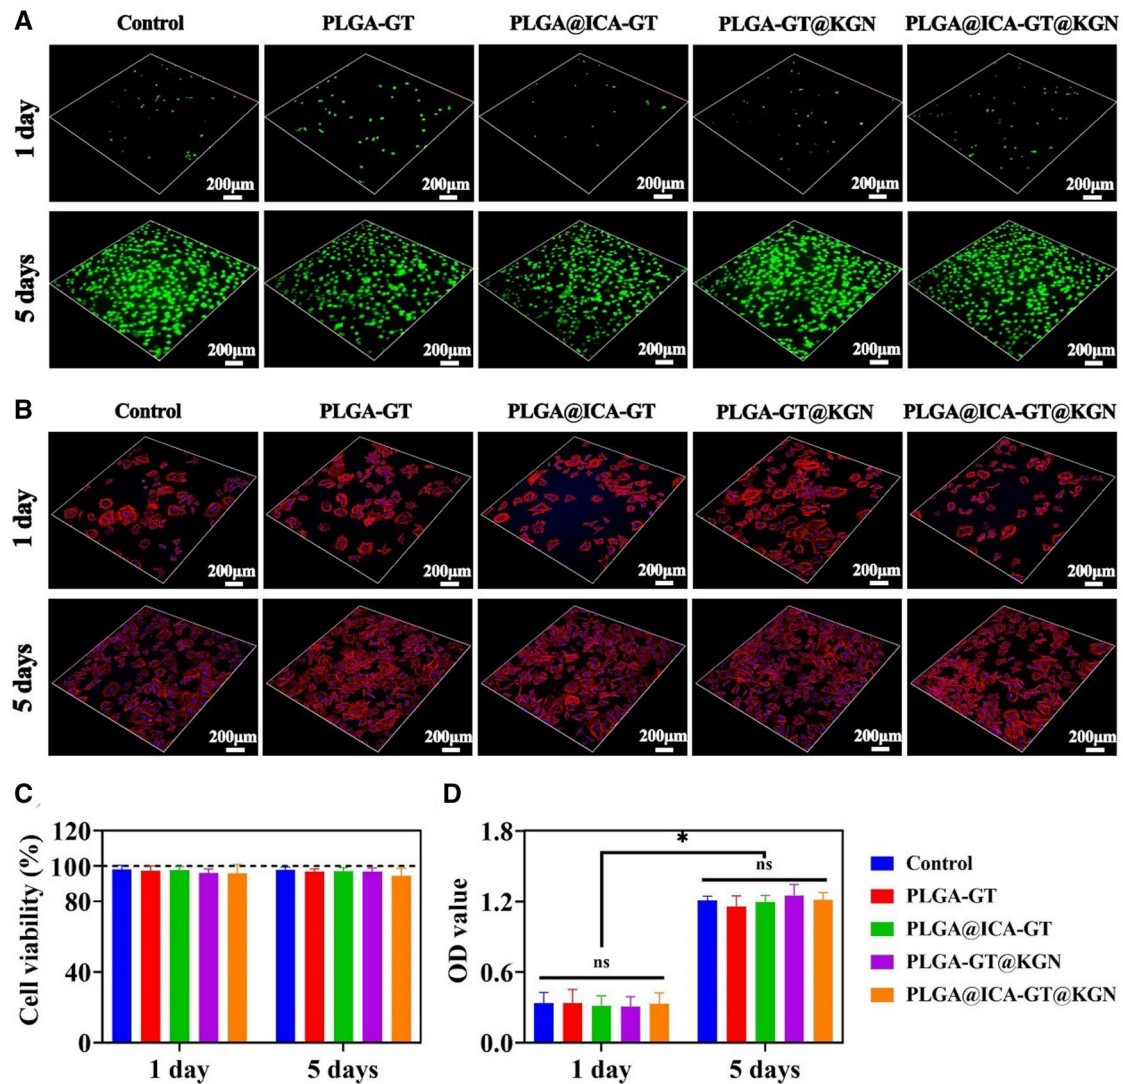 A
Control PLGA-GT PLGA@ICA-GT PLGA-GT@KGN PLGA@ICA-GT@KGN
1 day
200μm 200μm 200μm 200μm 200μm
5 days
200μm 200μm 200μm 200μm 200μm
B
Control PLGA-GT PLGA@ICA-GT PLGA-GT@KGN PLGA@ICA-GT@KGN
1 day
200μm 200μm 200μm 200μm 200μm
5 days
200μm 200μm 200μm 200μm 200μm
C
Cell viability (%)
120
100
80
40
0
1 day 5 days
D
OD value
1.8
1.2
0.6
0.0
*
ns
ns
1 day 5 days
Control
PLGA-GT
PLGA@ICA-GT
PLGA-GT@KGN
PLGA@ICA-GT@KGN